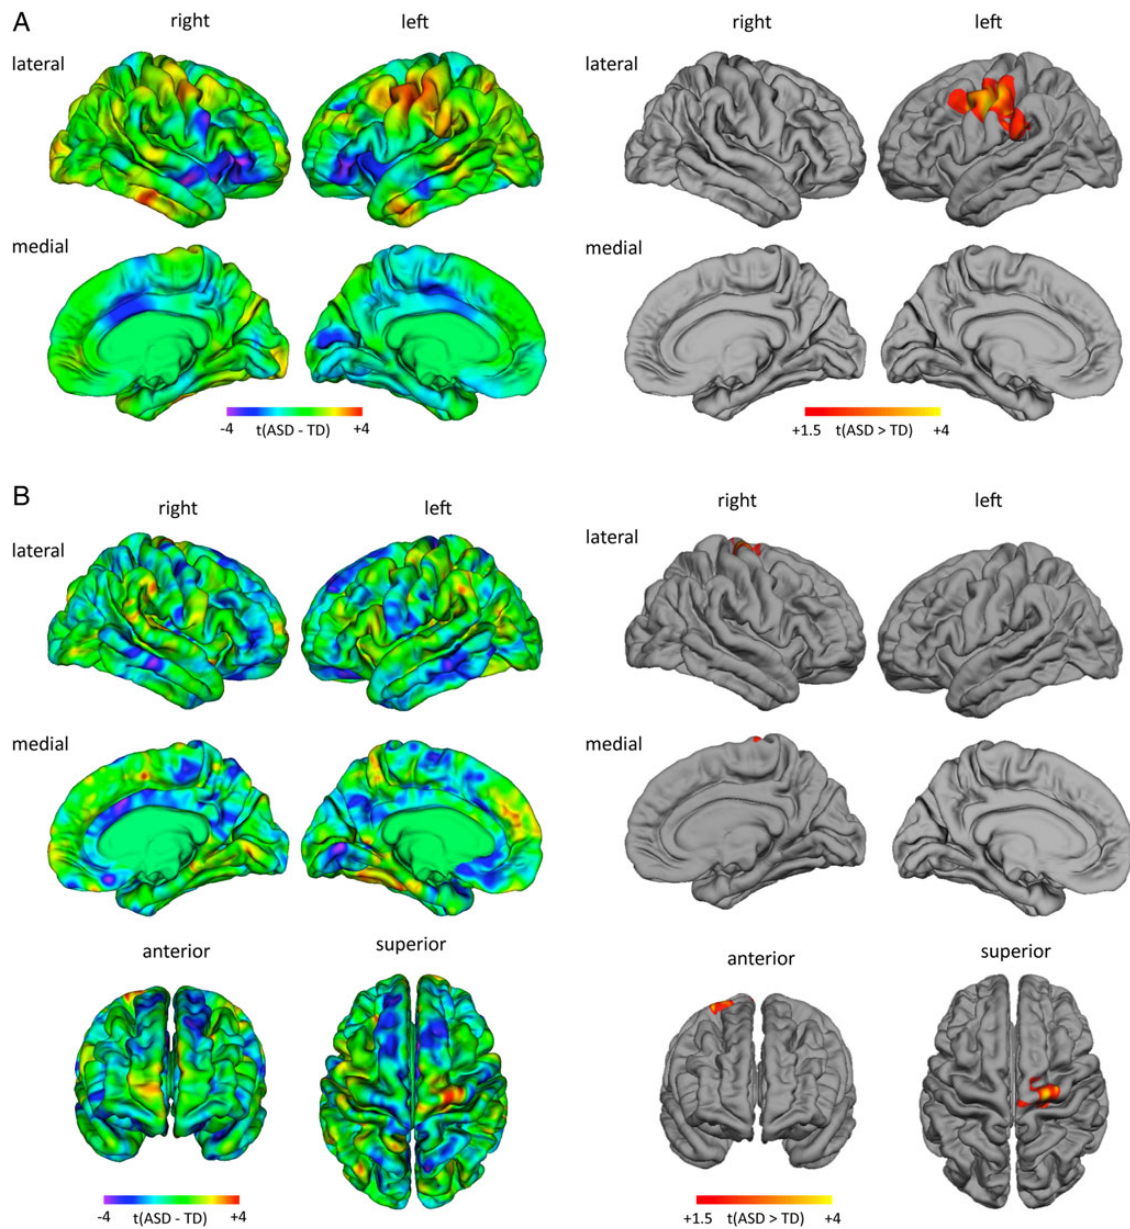 A
right left right left
lateral lateral
medial medial
-4 t(ASD - TD) +4 +1.5 t(ASD > TD) +4
B
right left right left
lateral lateral
medial medial
anterior superior anterior superior
-4 t(ASD - TD) +4 +1.5 t(ASD > TD) +4